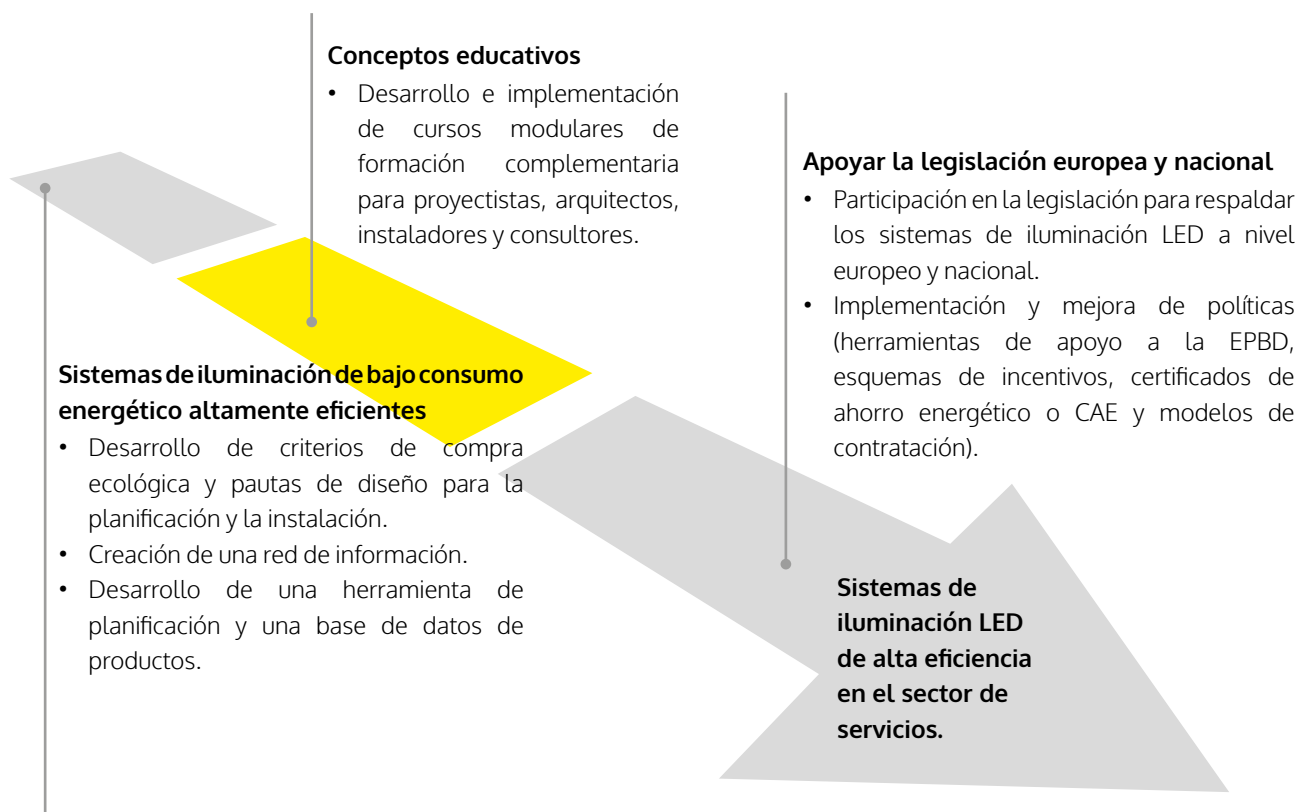 Conceptos educativos
• Desarrollo e implementación
de cursos modulares de
formación complementaria
para proyectistas, arquitectos,
instaladores y consultores.
Apoyar la legislación europea y nacional
• Participación en la legislación para respaldar
los sistemas de iluminación LED a nivel
europeo y nacional.
• Implementación y mejora de políticas
(herramientas de apoyo a la EPBD,
esquemas de incentivos, certificados de
ahorro energético o CAE y modelos de
contratación).
Sistemas de iluminación de bajo consumo
energético altamente eficientes
• Desarrollo de criterios de compra
ecológica y pautas de diseño para la
planificación y la instalación.
• Creación de una red de información.
• Desarrollo de una herramienta de
planificación y una base de datos de
productos.
Sistemas de
iluminación LED
de alta eficiencia
en el sector de
servicios.